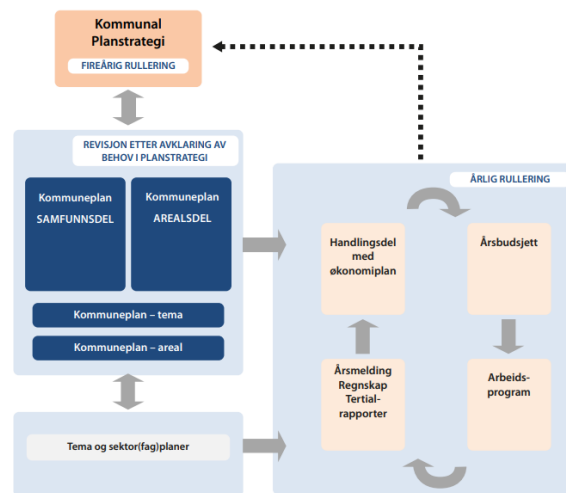 Kommunal
Planstrategi
FIREÅRIG RULLERING
REVISJON ETTER AVKLARING AV
BEHOV I PLANSTRATEGI
Kommuneplan
SAMFUNNSDEL
Kommuneplan
AREALSDEL
Kommuneplan – tema
Kommuneplan – areal
Tema og sektor(fag)planer
ÅRLIG RULLERING
Handlingsdel
med
økonomiplan
Årsbudsjett
Årsmelding
Regnskap
Tertial-
rapporter
Arbeids-
program